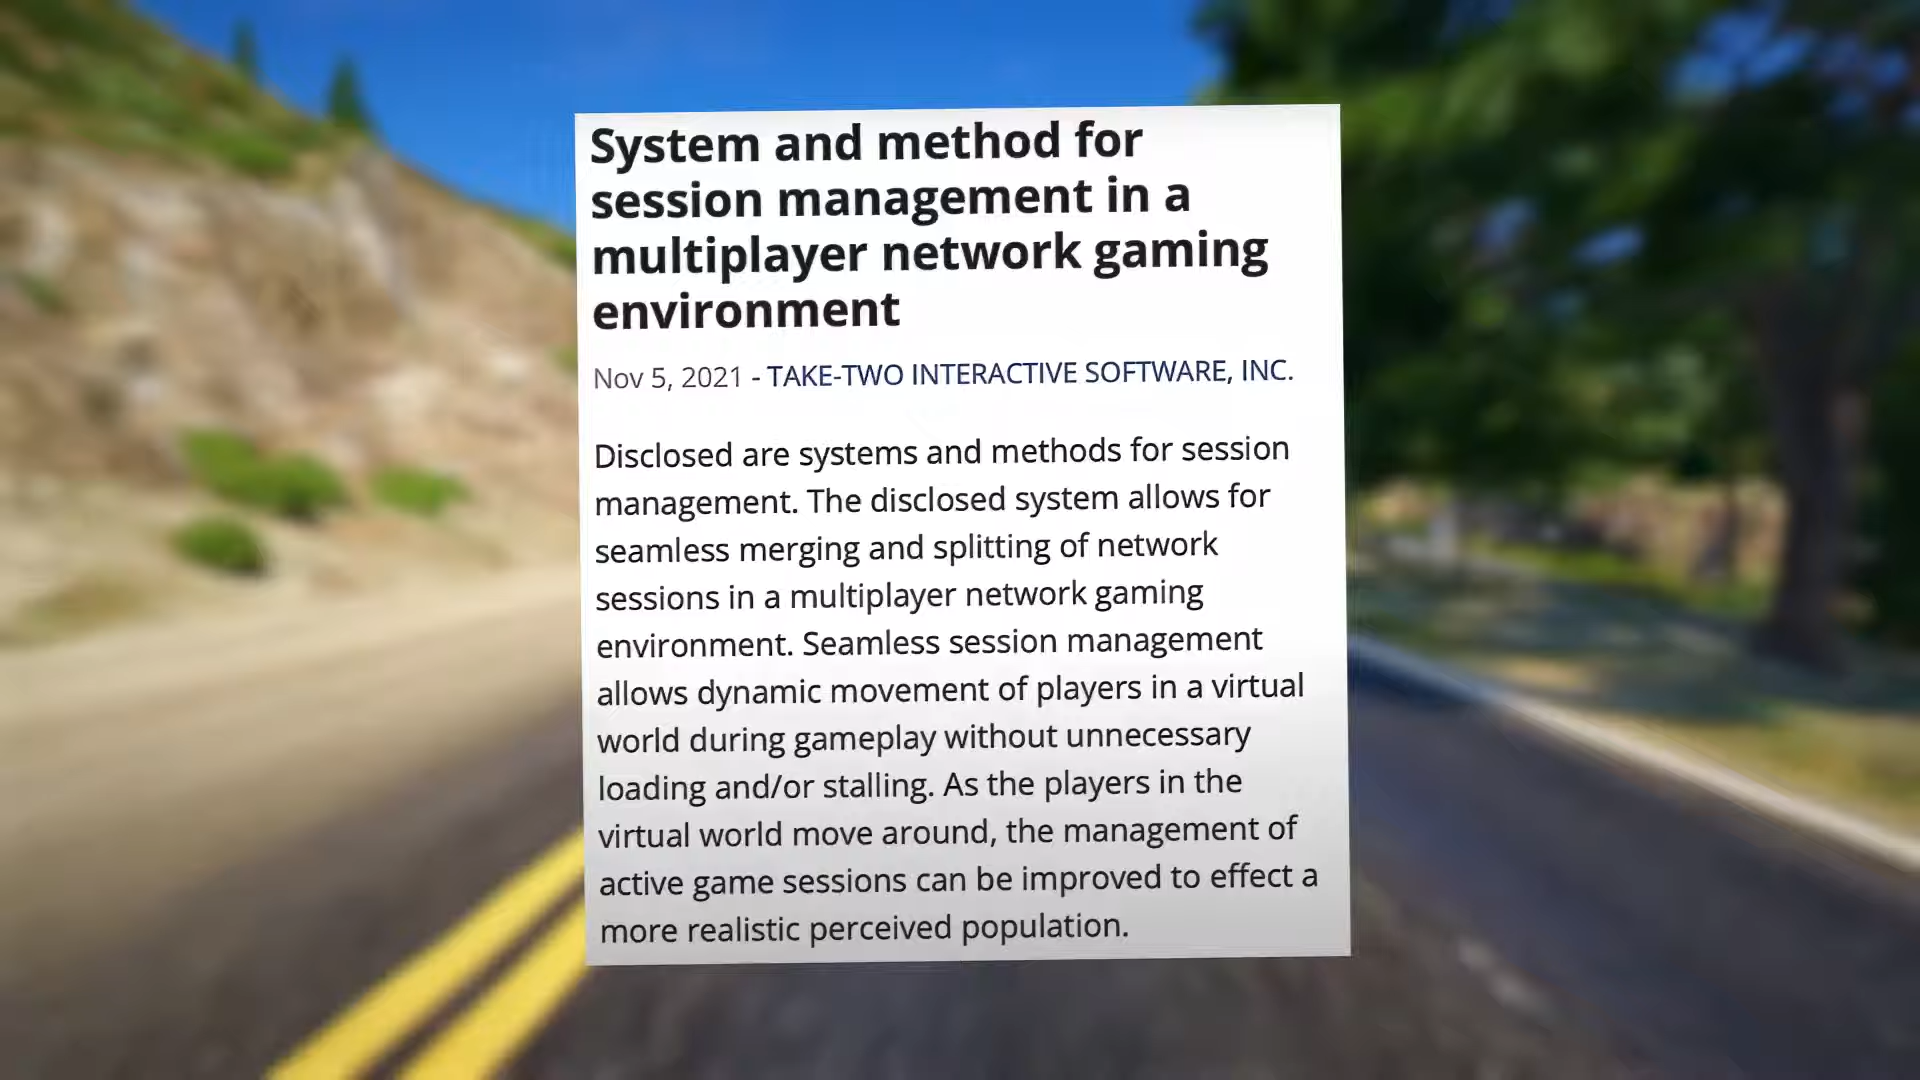 System and method for
session management in a
multiplayer network gaming
environment
Nov 5, 2021 - TAKE-TWO INTERACTIVE SOFTWARE, INC.
Disclosed are systems and methods for session
management. The disclosed system allows for
seamless merging and splitting of network
sessions in a multiplayer network gaming
environment. Seamless session management
allows dynamic movement of players in a virtual
world during gameplay without unnecessary
loading and/or stalling. As the players in the
virtual world move around, the management of
active game sessions can be improved to effect a
more realistic perceived population.